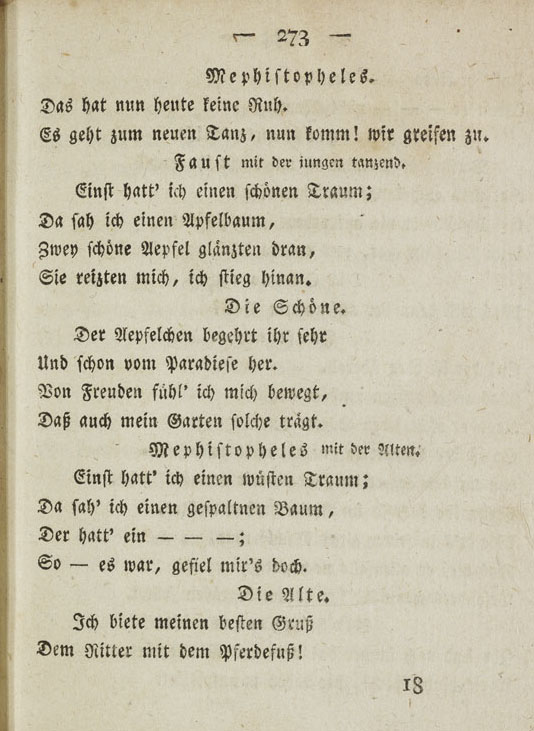 — 273 —
Mephistopheles.
Das hat nun heute keine Ruh.
Es geht zum neuen Tanz, nun komm! wir greifen zu.
Faust mit der jungen tanzend.
Einst hatt' ich einen schönen Traum;
Da sah ich einen Apfelbaum,
Zwey schöne Aepfel glänzten dran,
Sie reizten mich, ich stieg hinan.
Die Schöne.
Der Aepfelchen begehrt ihr sehr
Und schon vom Paradiese her.
Von Freuden fühl' ich mich bewegt,
Daß auch mein Garten solche trägt.
Mephistopheles mit der Alten.
Einst hatt' ich einen wüsten Traum;
Da sah' ich einen gespaltnen Baum,
Der hatt' ein — — —;
So — es war, gefiel mir's doch.
Die Alte.
Ich biete meinen besten Gruß
Dem Ritter mit dem Pferdefuß!
18